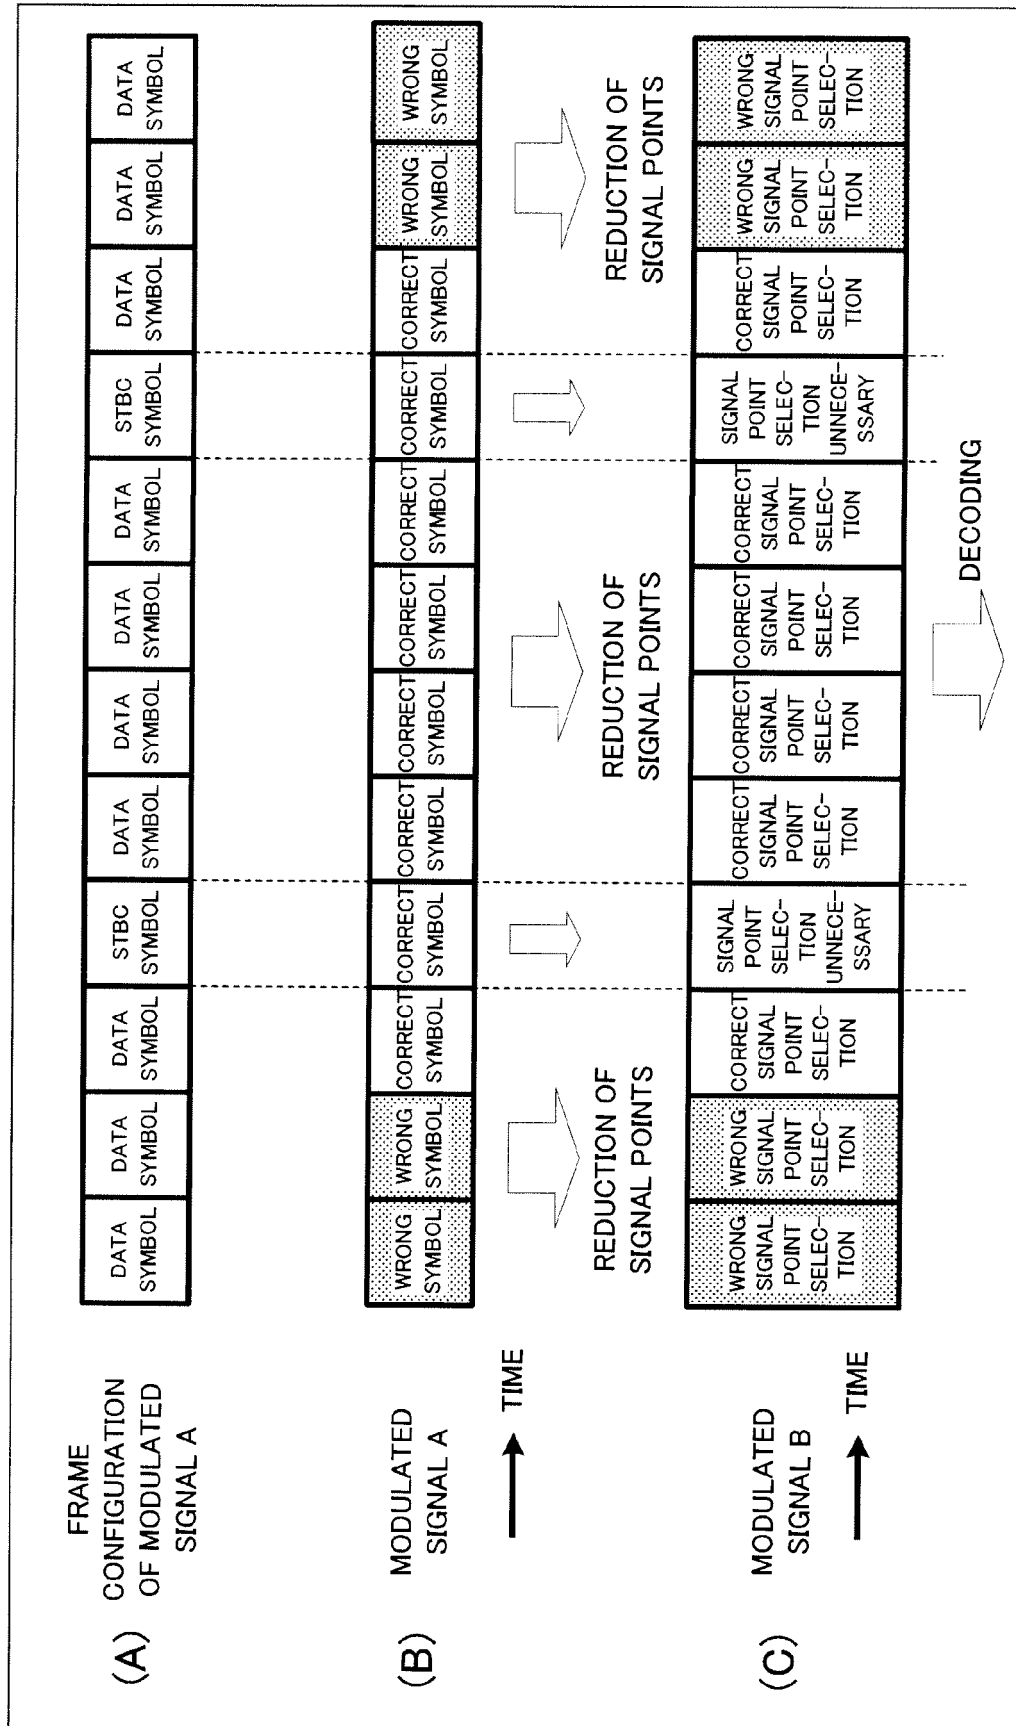 (A)
FRAME
CONFIGURATION
OF MODULATED
SIGNAL A
DATA
SYMBOL
DATA
SYMBOL
DATA
SYMBOL
STBC
SYMBOL
DATA
SYMBOL
DATA
SYMBOL
DATA
SYMBOL
DATA
SYMBOL
STBC
SYMBOL
DATA
SYMBOL
DATA
SYMBOL
DATA
SYMBOL
(B)
MODULATED
SIGNAL A
TIME
WRONG
SYMBOL
WRONG
SYMBOL
CORRECT
SYMBOL
CORRECT
SYMBOL
CORRECT
SYMBOL
CORRECT
SYMBOL
CORRECT
SYMBOL
CORRECT
SYMBOL
CORRECT
SYMBOL
CORRECT
SYMBOL
WRONG
SYMBOL
WRONG
SYMBOL
REDUCTION OF
SIGNAL POINTS
REDUCTION OF
SIGNAL POINTS
REDUCTION OF
SIGNAL POINTS
(C)
MODULATED
SIGNAL B
TIME
WRONG
SIGNAL
POINT
SELEC-
TION
WRONG
SIGNAL
POINT
SELEC-
TION
CORRECT
SIGNAL
POINT
SELEC-
TION
SIGNAL
POINT
SELEC-
TION
UNNECE-
SSARY
CORRECT
SIGNAL
POINT
SELEC-
TION
CORRECT
SIGNAL
POINT
SELEC-
TION
CORRECT
SIGNAL
POINT
SELEC-
TION
CORRECT
SIGNAL
POINT
SELEC-
TION
SIGNAL
POINT
SELEC-
TION
UNNECE-
SSARY
CORRECT
SIGNAL
POINT
SELEC-
TION
WRONG
SIGNAL
POINT
SELEC-
TION
WRONG
SIGNAL
POINT
SELEC-
TION
DECODING